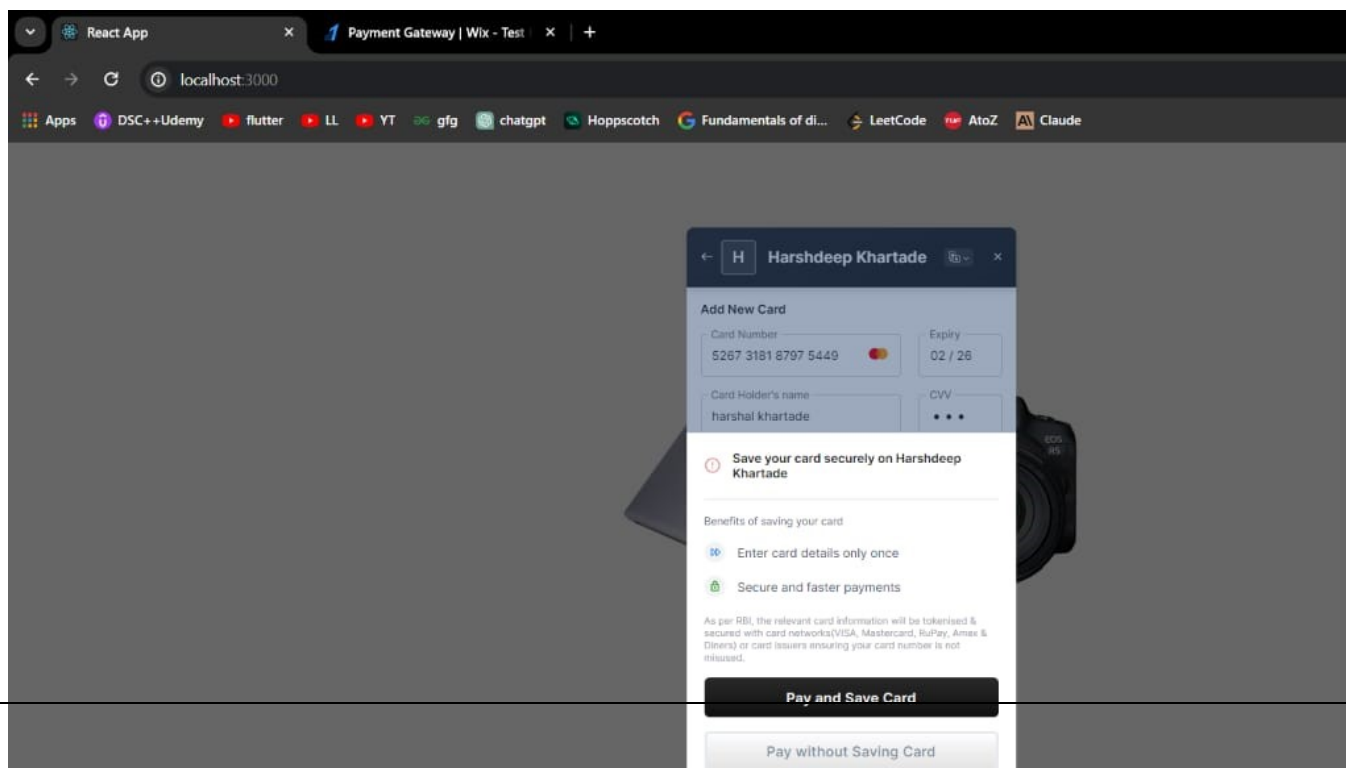 React App
Payment Gateway | Wix - Test
localhost:3000
Apps DSC++Udemy flutter LL YT gfg chatgpt Hoppscotch Fundamentals of di... LeetCode AtoZ Claude
H Harshdeep Khartade
Add New Card
Card Number Expiry
5267 3181 8797 5449 02 / 26
Card Holder's name CVV
harshal khartade
EOS
R5
Save your card securely on Harshdeep
Khartade
Benefits of saving your card
Enter card details only once
Secure and faster payments
As per RBI, the relevant card information will be tokenised &
secured with card networks(VISA, Mastercard, RuPay, Amex &
Diners) or card issuers ensuring your card number is not
misused.
Pay and Save Card
Pay without Saving Card